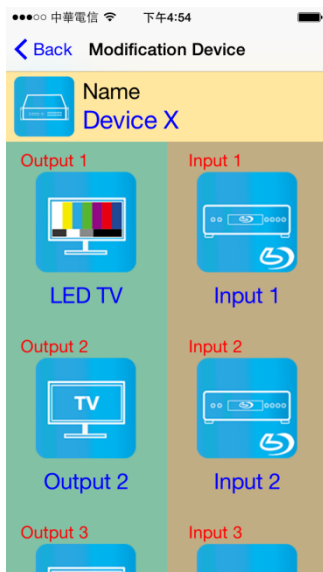 中華電信 下午4:54
Back Modification Device
Name
Device X
Output 1 Input 1
LED TV Input 1
Output 2 Input 2
TV
Output 2 Input 2
Output 3 Input 3